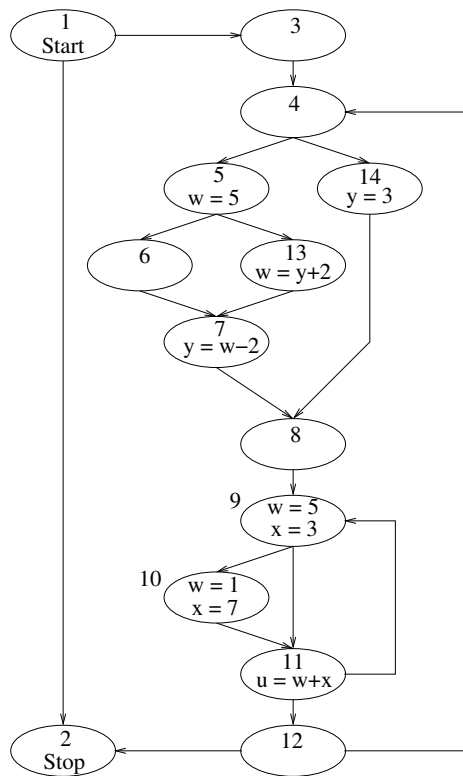 1
Start
3
4
5
w = 5
14
y = 3
6
13
w = y+2
7
y = w−2
8
9
w = 5
x = 3
10
w = 1
x = 7
11
u = w+x
2
Stop
12